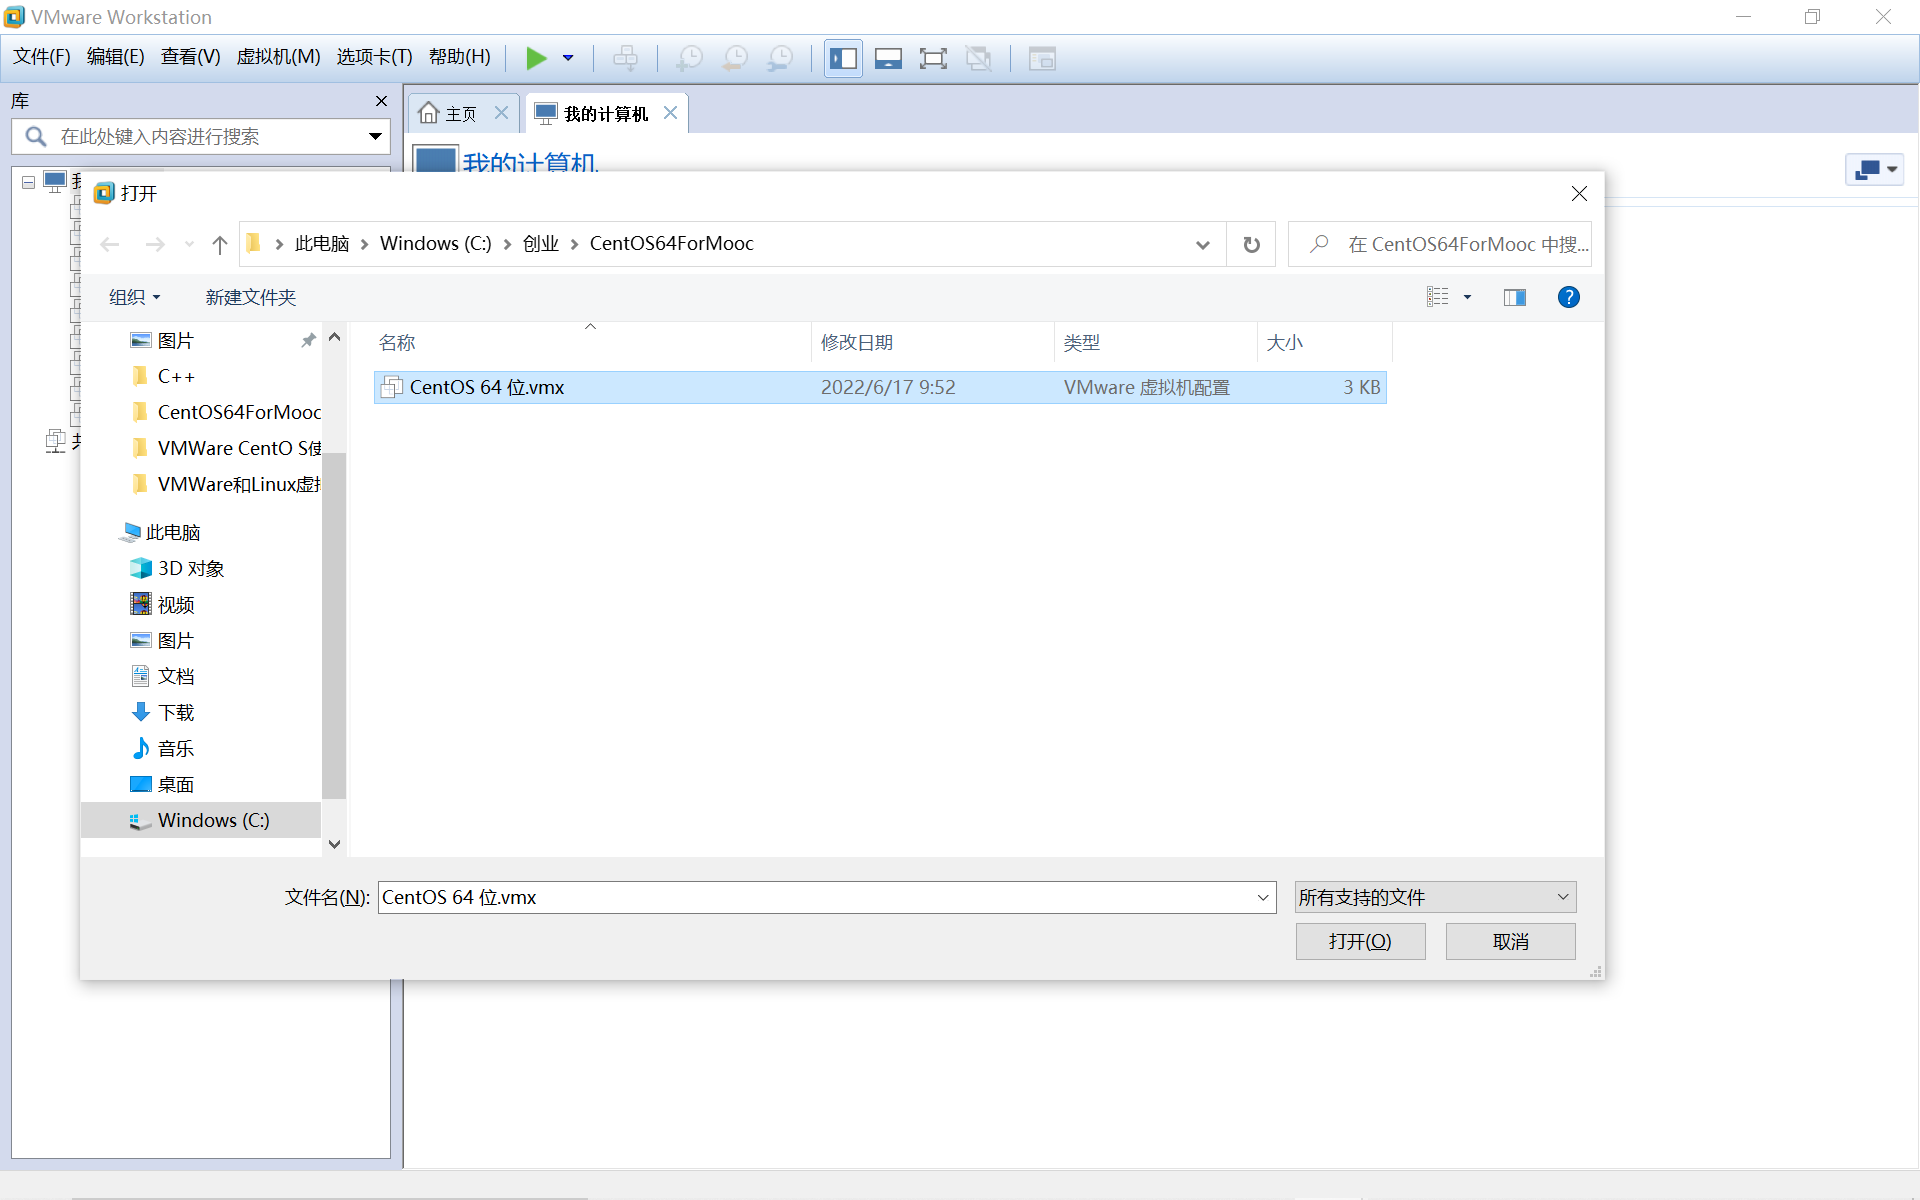 VMware Workstation
文件(F) 编辑(E) 查看(V) 虚拟机(M) 选项卡(T) 帮助(H)
库
在此处键入内容进行搜索
主页
我的计算机
我的计算机
打开
此电脑 Windows (C:) 创业 CentOS64ForMooc
在 CentOS64ForMooc 中搜...
组织 新建文件夹
图片
C++
CentOS64ForMooc
VMWare CentO S使
VMWare和Linux虚拟
此电脑
3D 对象
视频
图片
文档
下载
音乐
桌面
Windows (C:)
名称 修改日期 类型 大小
CentOS 64 位.vmx 2022/6/17 9:52 VMware 虚拟机配置 3 KB
文件名(N): CentOS 64 位.vmx 所有支持的文件
打开(O) 取消